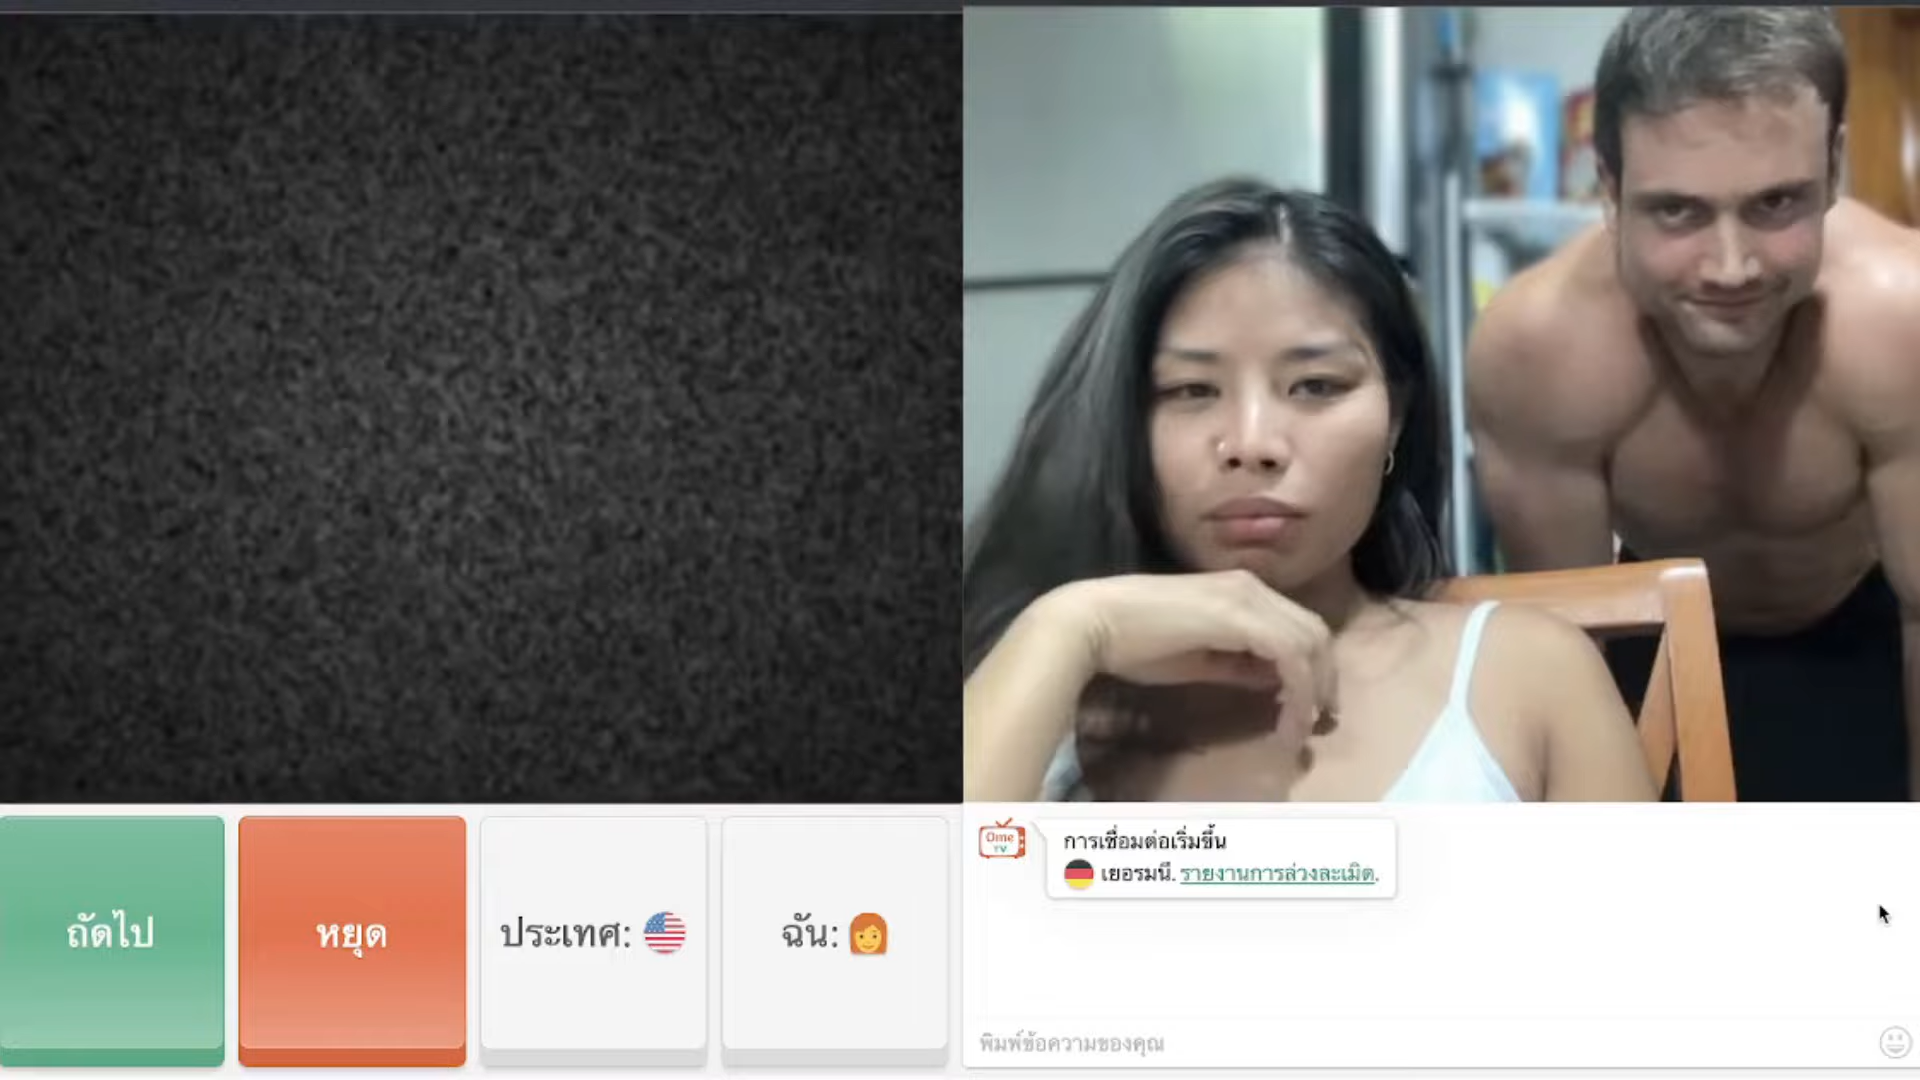 ถัดไป
หยุด
ประเทศ:
ฉัน:
Ome
TV
การเชื่อมต่อเริ่มขึ้น
เยอรมนี. รายงานการล่วงละเมิด.
พิมพ์ข้อความของคุณ